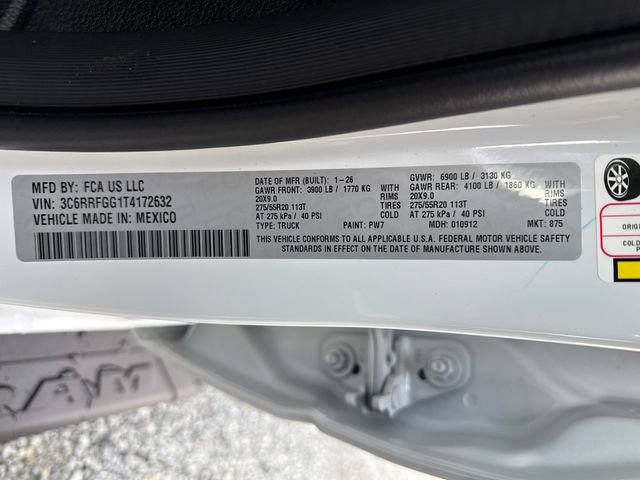 MFD BY: FCA US LLC
VIN: 3C6RRFGG1T4172632
VEHICLE MADE IN: MEXICO
DATE OF MFR (BUILT): 1-26 GVWR: 6900 LB / 3130 KG
GAWR FRONT: 3900 LB / 1770 KG GAWR REAR: 4100 LB / 1860 KG
20X9.0 TIRES 20X9.0 TIRES
275/55R20 113T RIMS 275/55R20 113T
AT 275 kPa / 40 PSI AT 275 kPa / 40 PSI
TYPE: TRUCK PAINT: PW7 MDH: 010912 MKT: 875
THIS VEHICLE CONFORMS TO ALL APPLICABLE U.S.A. FEDERAL MOTOR VEHICLE SAFETY
STANDARDS IN EFFECT ON THE DATE OF MANUFACTURE SHOWN ABOVE.
ORIGI
COLD
RAM